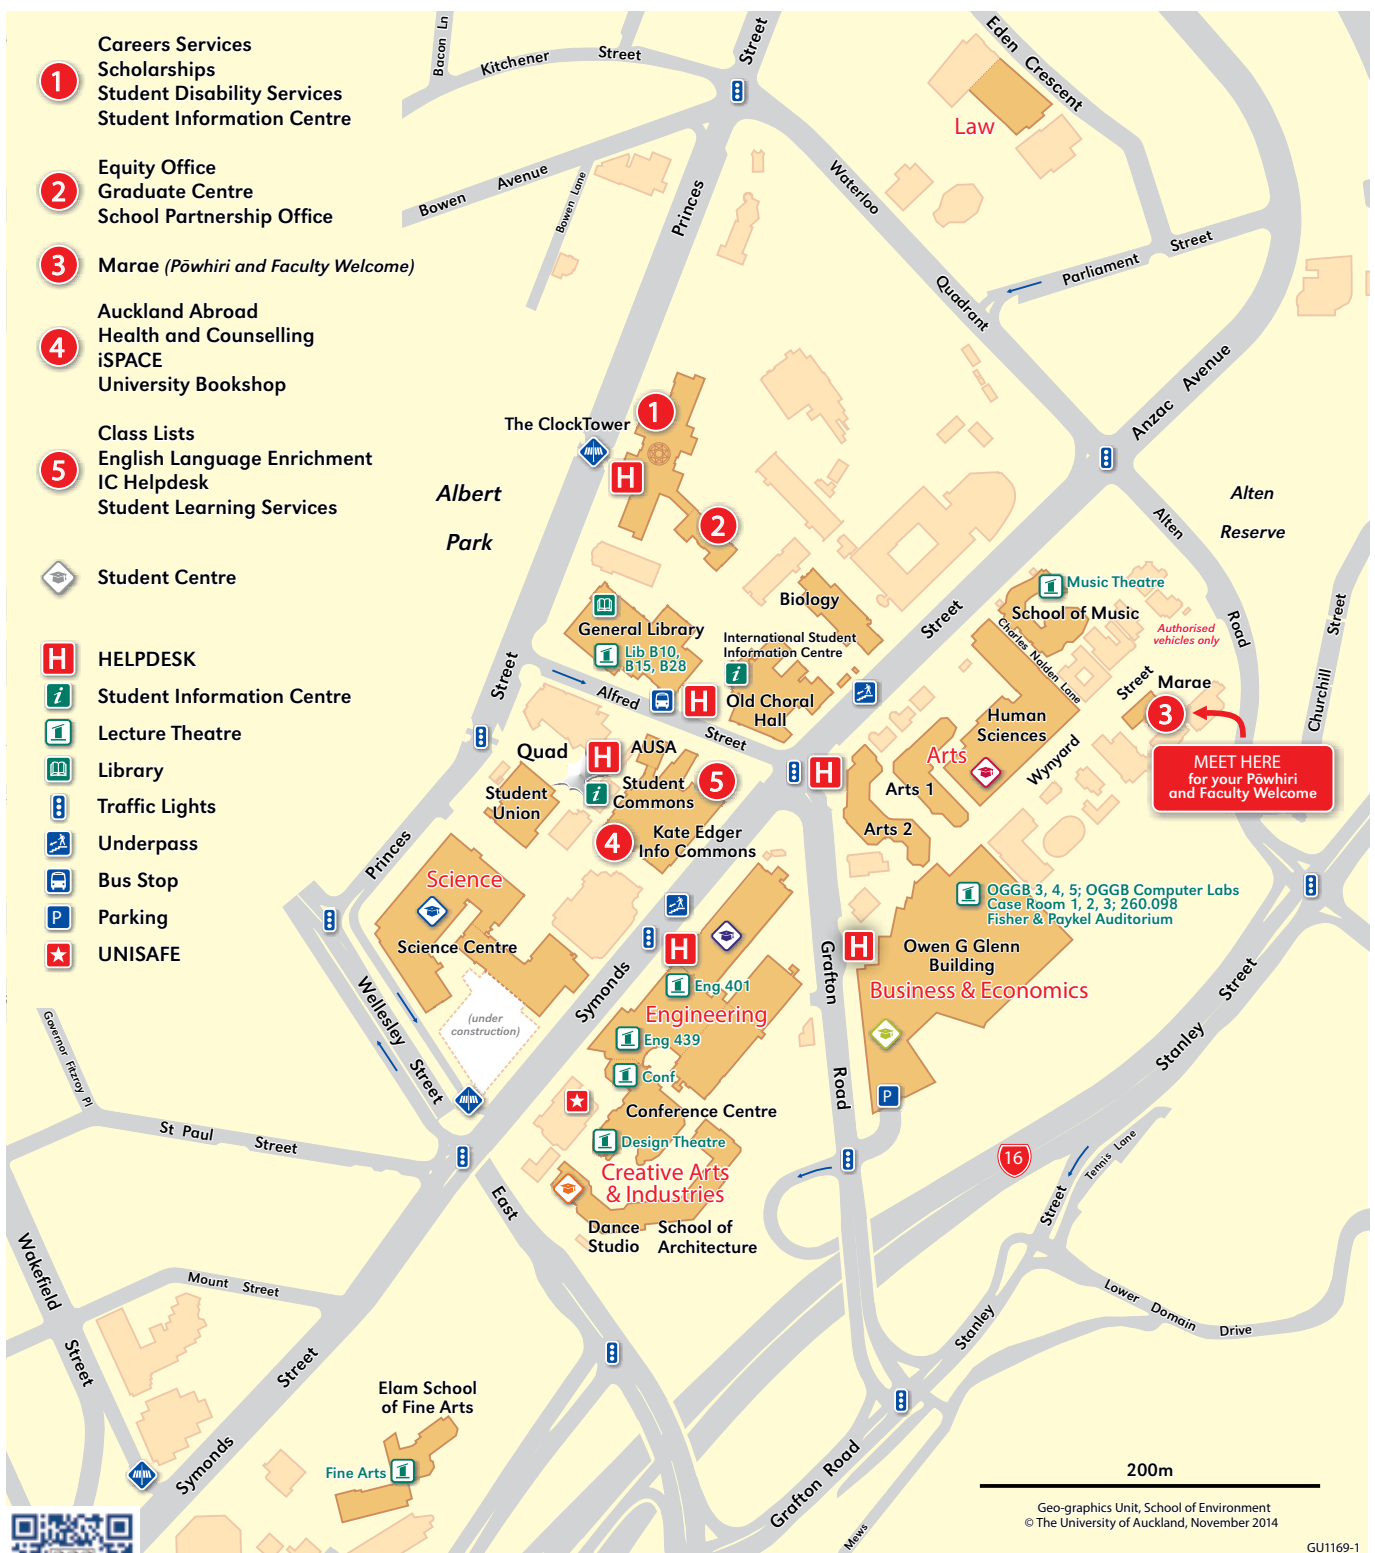 1
Careers Services
Scholarships
Student Disability Services
Student Information Centre
2
Equity Office
Graduate Centre
School Partnership Office
3
Marae (Pōwhiri and Faculty Welcome)
4
Auckland Abroad
Health and Counselling
iSPACE
University Bookshop
5
Class Lists
English Language Enrichment
IC Helpdesk
Student Learning Services
Student Centre
H
HELPDESK
i
Student Information Centre
Lecture Theatre
Library
Traffic Lights
Underpass
Bus Stop
P
Parking
UNISAFE
Bacon Ln
Kitchener Street
Street
Eden Crescent
Law
Bowen Avenue
Bowen Lane
Princes
Waterloo
Quadrant
Parliament Street
Anzac Avenue
The ClockTower
1
H
2
Albert
Park
Alten
Reserve
Alten
Road
Churchill Street
Biology
Street
Music Theatre
School of Music
Authorised
vehicles only
Charles Nalden Lane
General Library
Lib B10,
B15, B28
International Student
Information Centre
i
Old Choral
Hall
Street
Alfred
H
Street
Street
Marae
3
MEET HERE
for your Pōwhiri
and Faculty Welcome
Human
Sciences
Wynyard
Arts
Arts 1
Arts 2
Quad
H
AUSA
i
Student
Commons
5
H
Student
Union
4
Kate Edger
Info Commons
Princes
Science
Science Centre
(under
construction)
Wellesley
Street
Symonds
H
Eng 401
Engineering
Eng 439
Conf
Conference Centre
Design Theatre
Creative Arts
& Industries
Dance
Studio
School of
Architecture
OGGB 3, 4, 5; OGGB Computer Labs
Case Room 1, 2, 3; 260.098
Fisher & Paykel Auditorium
H
Owen G Glenn
Building
Business & Economics
P
Grafton
Road
Stanley
Street
16
Tennis Lane
Street
Stanley
Lower Domain Drive
Governor Fitzroy Pl
St Paul Street
East
Wakefield
Street
Mount Street
Street
Symonds
Elam School
of Fine Arts
Fine Arts
Grafton Road
Mews
200m
Geo-graphics Unit, School of Environment
© The University of Auckland, November 2014
GU1169-1